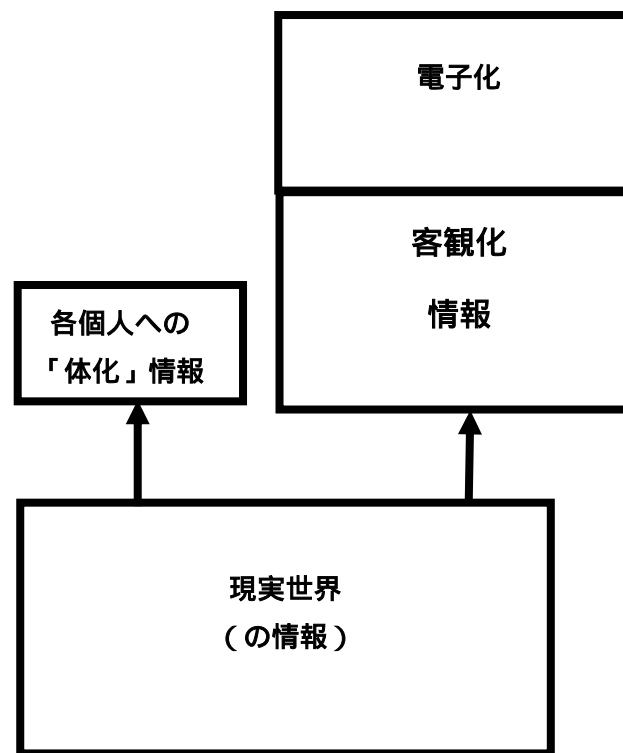 電子化
客観化
情報
各個人への
「体化」情報
現実世界
(の情報)